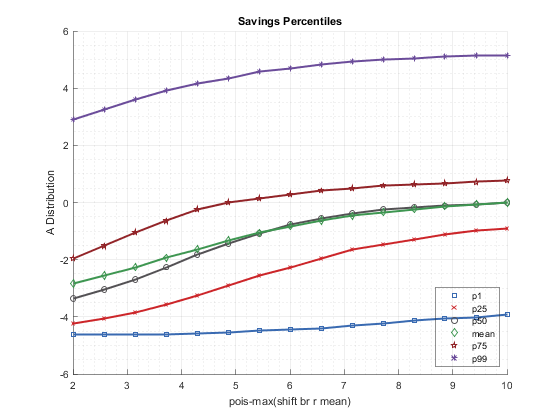 Savings Percentiles
6
4
2
0
-2
-4
-6
A Distribution
2 3 4 5 6 7 8 9 10
pois-max(shift br r mean)
p1
p25
p50
mean
p75
p99